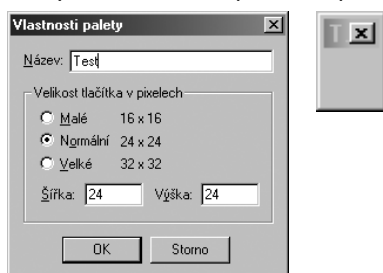 Vlastnosti palety
T
Název: Test
Velikost tlačítka v pixelech
Malé 16 x 16
Normální 24 x 24
Velké 32 x 32
Šířka: 24 Výška: 24
OK Storno